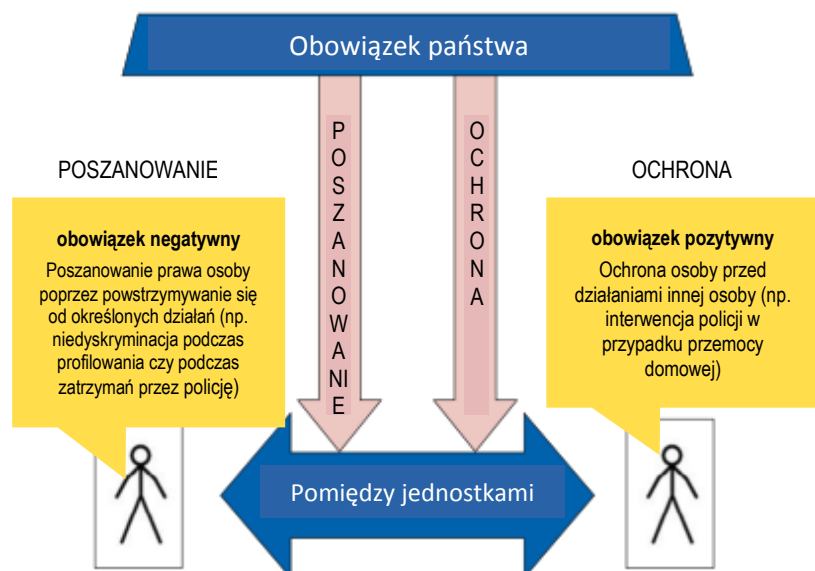 Obowiązek państwa
POSZANOWANIE
obowiązek negatywny
Poszanowanie prawa osoby
poprzez powstrzymywanie się
od określonych działań (np.
niedyskryminacja podczas
profilowania czy podczas
zatrzymań przez policję)
P
O
S
Z
A
N
O
W
A
NI
E
O
C
H
R
O
N
A
OCHRONA
obowiązek pozytywny
Ochrona osoby przed
działaniami innej osoby (np.
interwencja policji w
przypadku przemocy
domowej)
Pomiędzy jednostkami